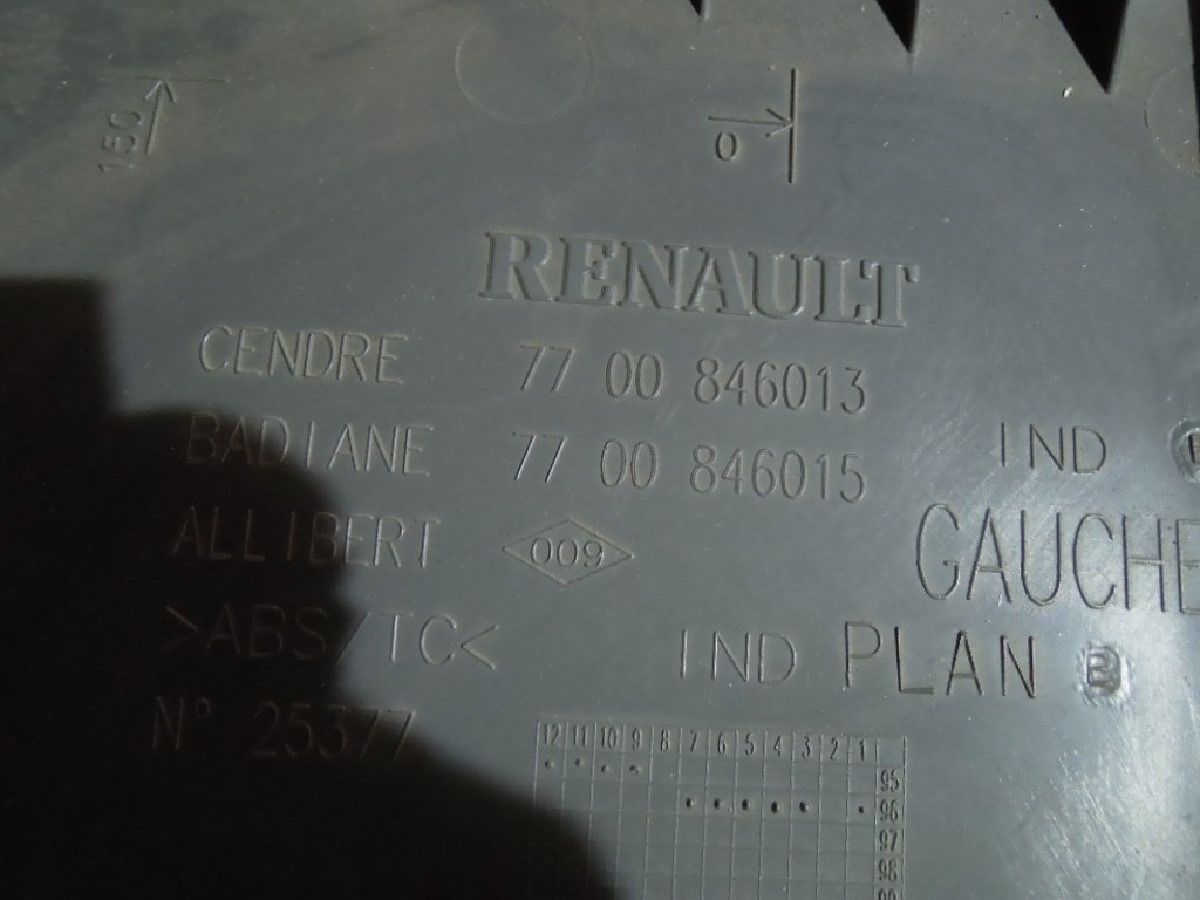 150
0
RENAULT
CENDRE 77 00 846013
BADIANE 77 00 846015
IND
ALLIBERT 009
GAUCHE
>ABS/TC<
IND PLAN
N° 25377
12 11 10 9 8 7 6 5 4 3 2 1
95
96
97
98